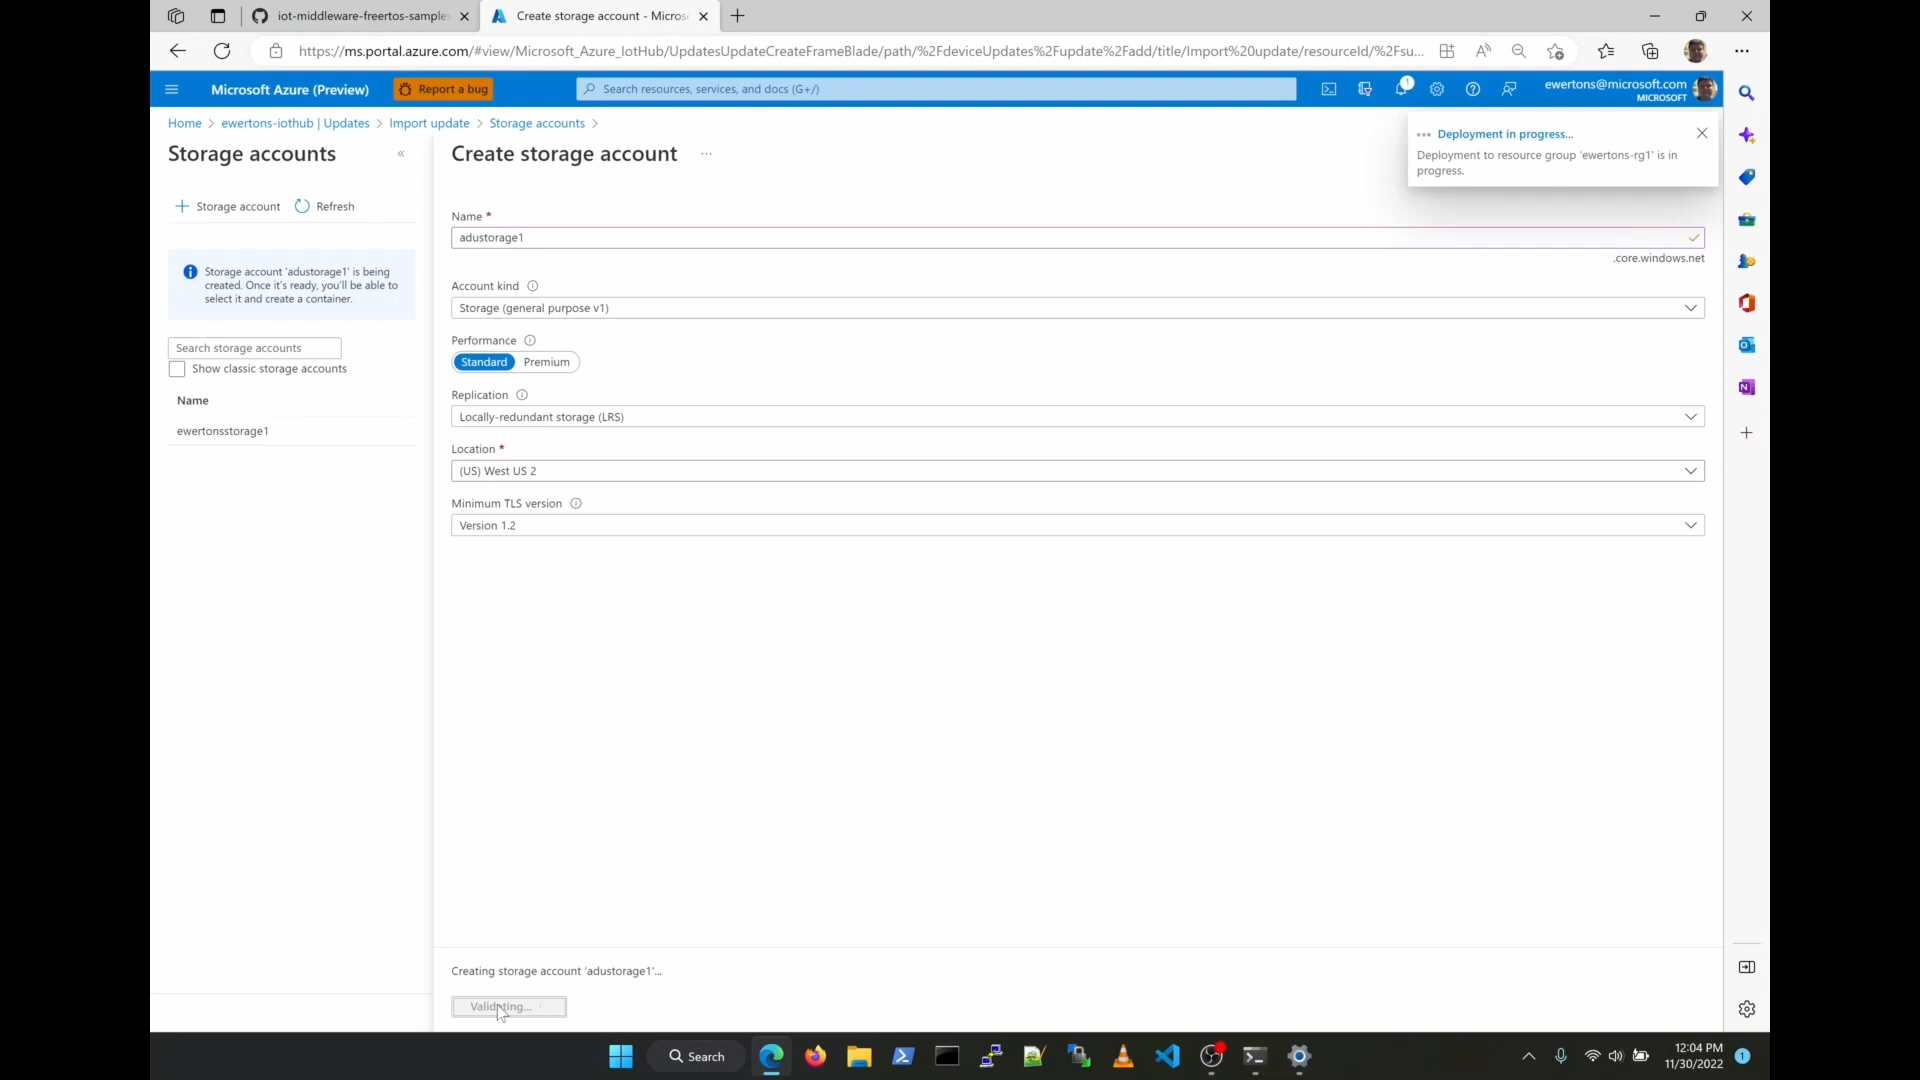 iot-middleware-freertos-samples
Create storage account - Micros
https://ms.portal.azure.com/#view/Microsoft_Azure_IotHub/UpdatesUpdateCreateFrameBlade/path/%2FdeviceUpdates%2Fupdate%2Fadd/title/Import%20update/resourceId/%2Fsu...
Microsoft Azure (Preview)
Report a bug
Search resources, services, and docs (G+/)
1
ewertons@microsoft.com
MICROSOFT
Home > ewertons-iothub | Updates > Import update > Storage accounts >
Storage accounts
«
Create storage account
...
Deployment in progress...
Deployment to resource group 'ewertons-rg1' is in
progress.
+ Storage account
Refresh
Storage account 'adustorage1' is being
created. Once it's ready, you'll be able to
select it and create a container.
Search storage accounts
Show classic storage accounts
Name
ewertonsstorage1
Name *
adustorage1
.core.windows.net
Account kind
Storage (general purpose v1)
Performance
Standard
Premium
Replication
Locally-redundant storage (LRS)
Location *
(US) West US 2
Minimum TLS version
Version 1.2
Creating storage account 'adustorage1'...
Validating...
Search
12:04 PM
11/30/2022
1